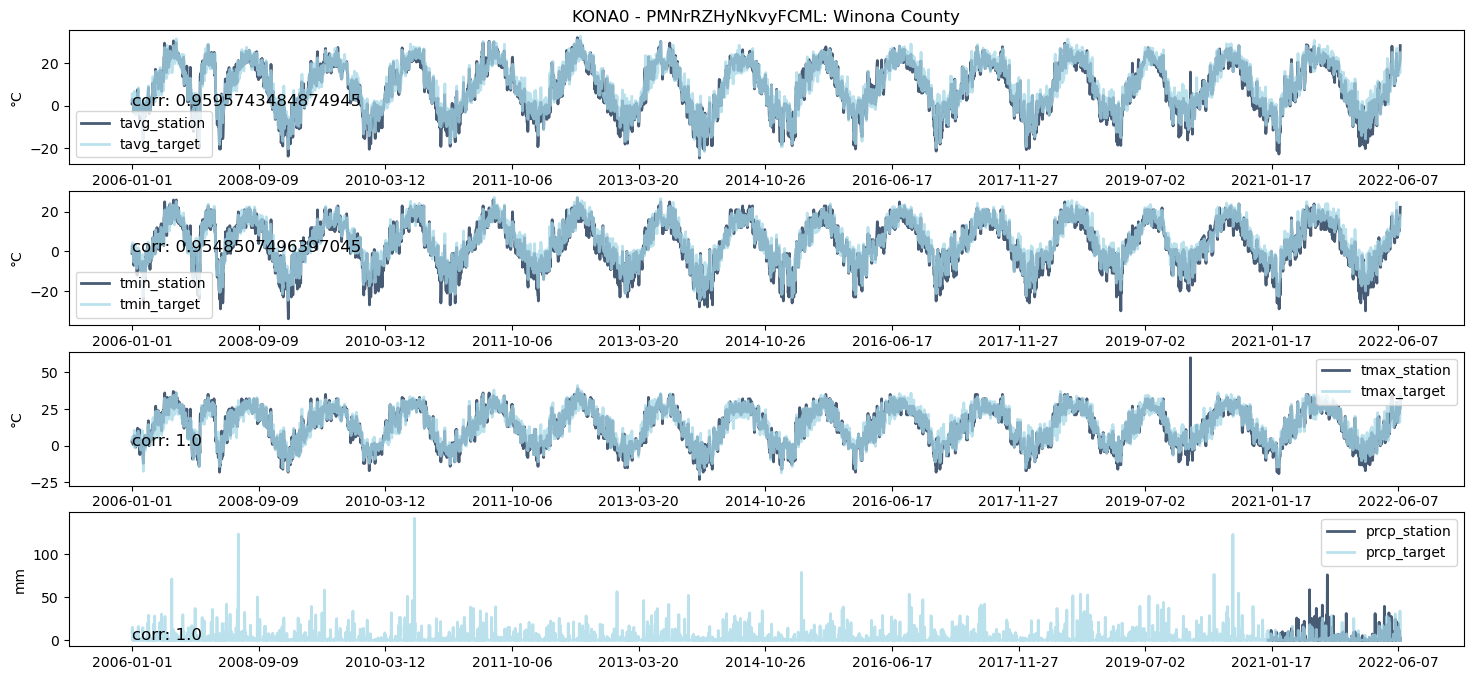 KONA0 - PMNrRZHyNkvyFCML: Winona County
°C
20
0
−20
corr: 0.9595743484874945
tavg_station
tavg_target
2006-01-01 2008-09-09 2010-03-12 2011-10-06 2013-03-20 2014-10-26 2016-06-17 2017-11-27 2019-07-02 2021-01-17 2022-06-07
°C
20
0
−20
corr: 0.9548507496397045
tmin_station
tmin_target
2006-01-01 2008-09-09 2010-03-12 2011-10-06 2013-03-20 2014-10-26 2016-06-17 2017-11-27 2019-07-02 2021-01-17 2022-06-07
°C
50
25
0
−25
corr: 1.0
tmax_station
tmax_target
2006-01-01 2008-09-09 2010-03-12 2011-10-06 2013-03-20 2014-10-26 2016-06-17 2017-11-27 2019-07-02 2021-01-17 2022-06-07
mm
100
50
0
corr: 1.0
prcp_station
prcp_target
2006-01-01 2008-09-09 2010-03-12 2011-10-06 2013-03-20 2014-10-26 2016-06-17 2017-11-27 2019-07-02 2021-01-17 2022-06-07